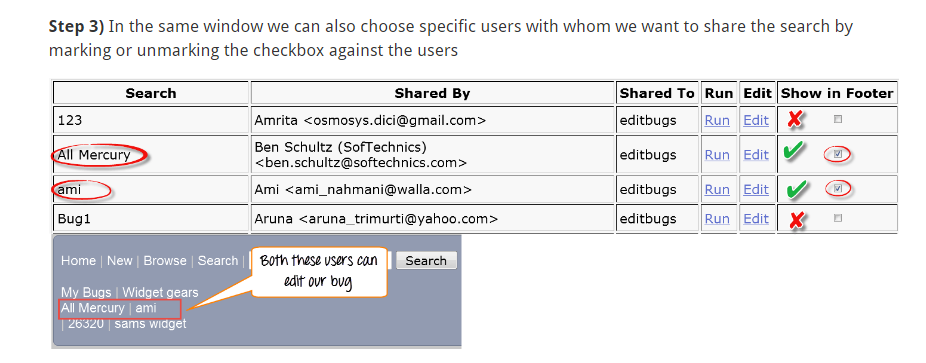 Step 3) In the same window we can also choose specific users with whom we want to share the search by
marking or unmarking the checkbox against the users
Search Shared By Shared To Run Edit Show in Footer
123 Amrita <osmosys.dici@gmail.com> editbugs Run Edit
All Mercury Ben Schultz (SofTechnics) <ben.schultz@softechnics.com> editbugs Run Edit
ami Ami <ami_nahmani@walla.com> editbugs Run Edit
Bug1 Aruna <aruna_trimurti@yahoo.com> editbugs Run Edit
Home | New | Browse | Search | Search
Both these users can
edit our bug
My Bugs | Widget gears
All Mercury | ami
| 26320 | sams widget